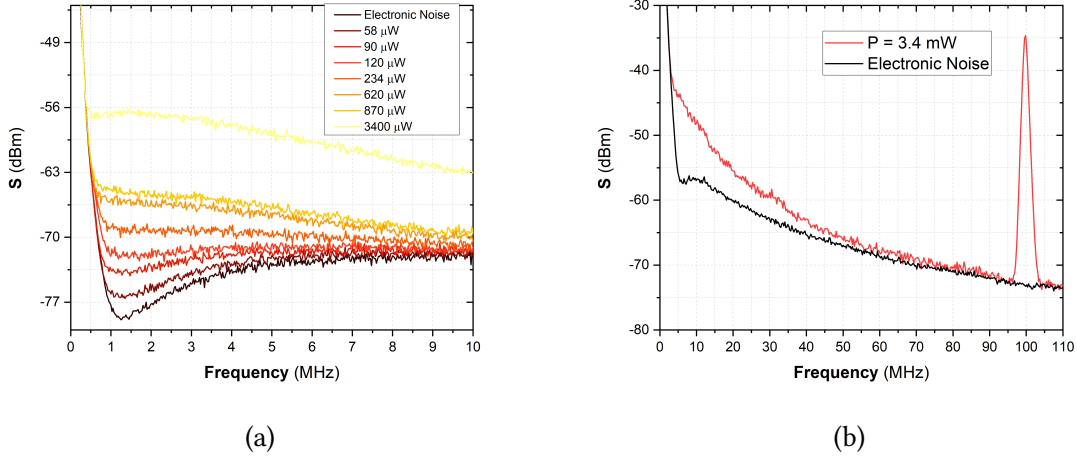 Electronic Noise
58 μW
90 μW
120 μW
234 μW
620 μW
870 μW
3400 μW
-49
-56
-63
-70
-77
S (dBm)
0 1 2 3 4 5 6 7 8 9 10
Frequency (MHz)
(a)
P = 3.4 mW
Electronic Noise
-30
-40
-50
-60
-70
-80
S (dBm)
0 10 20 30 40 50 60 70 80 90 100 110
Frequency (MHz)
(b)